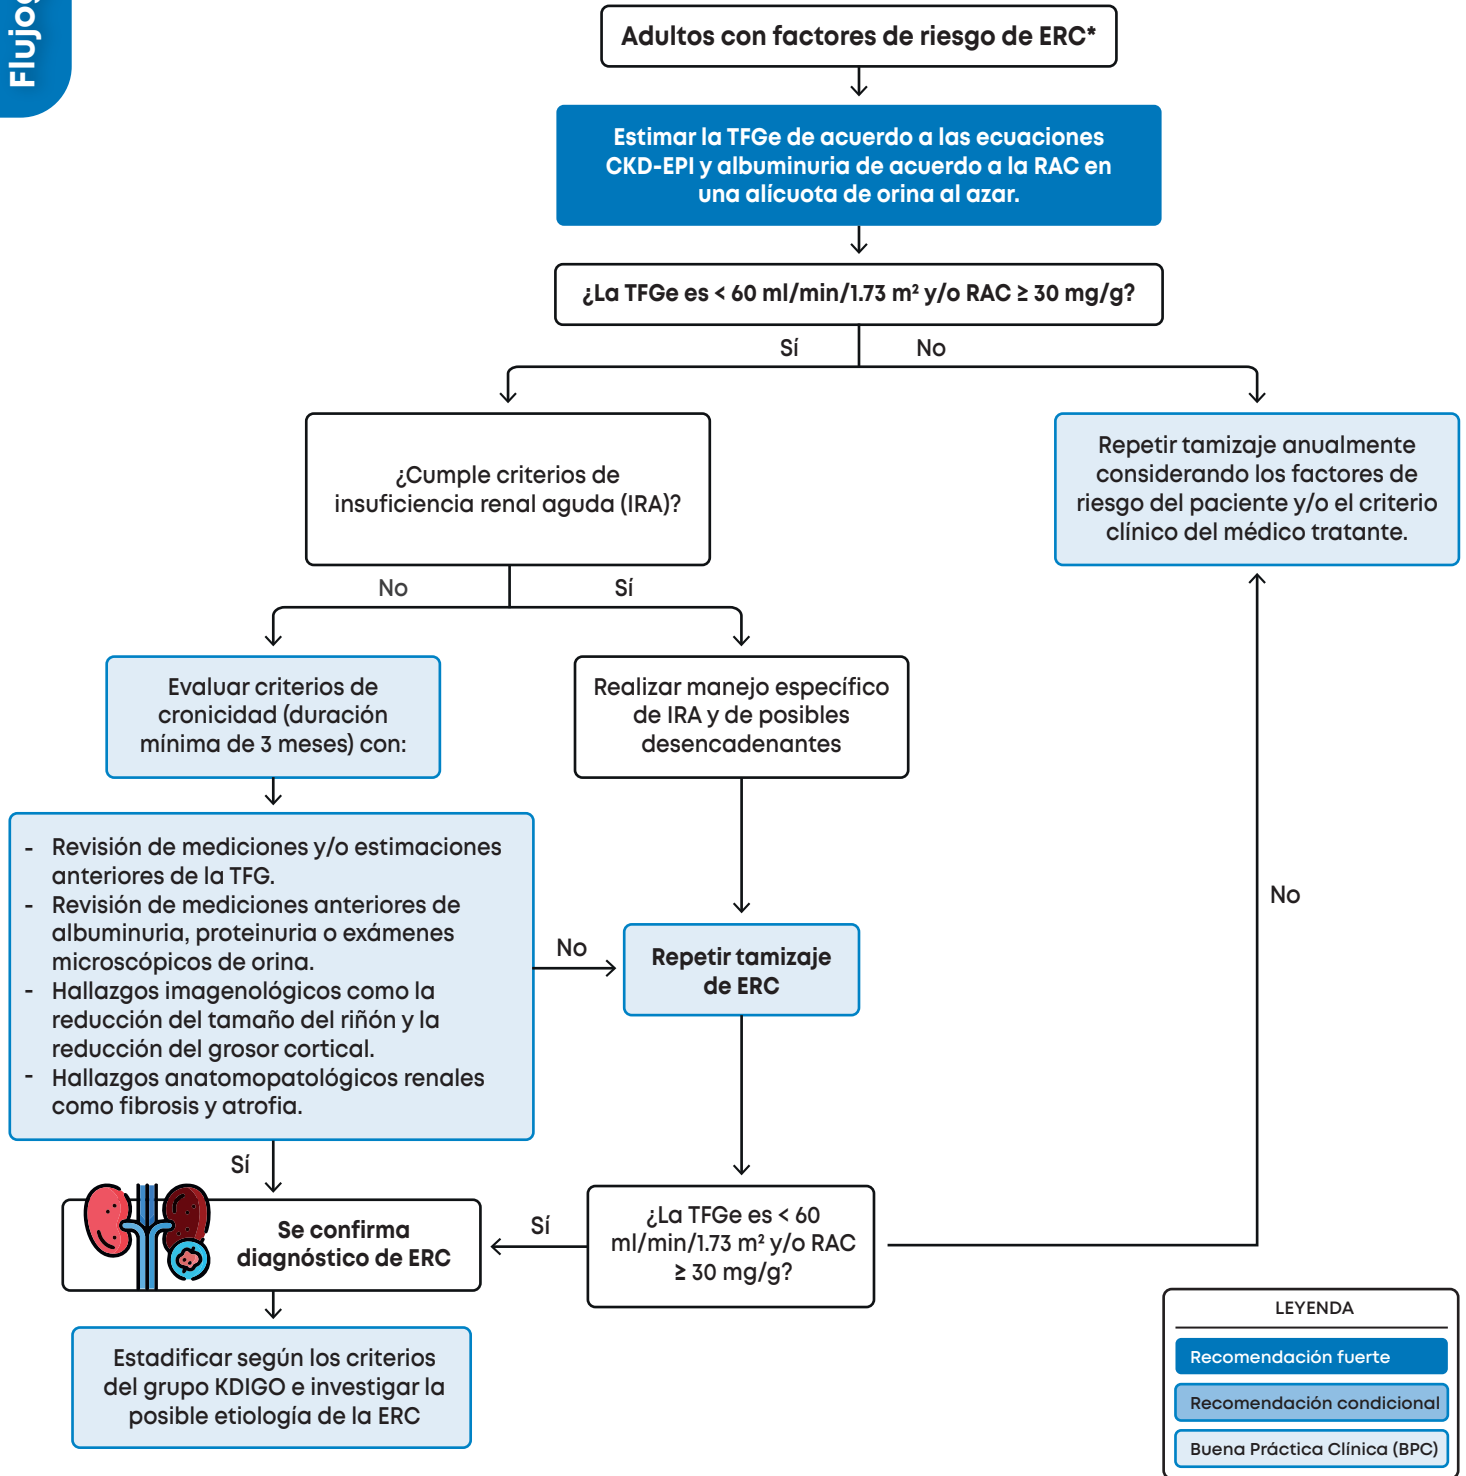 Flujog
Adultos con factores de riesgo de ERC*
Estimar la TFGe de acuerdo a las ecuaciones
CKD-EPI y albuminuria de acuerdo a la RAC en
una alícuota de orina al azar.
¿La TFGe es < 60 ml/min/1.73 m² y/o RAC ≥ 30 mg/g?
Sí
No
¿Cumple criterios de
insuficiencia renal aguda (IRA)?
Repetir tamizaje anualmente
considerando los factores de
riesgo del paciente y/o el criterio
clínico del médico tratante.
No
Sí
Evaluar criterios de
cronicidad (duración
mínima de 3 meses) con:
Realizar manejo específico
de IRA y de posibles
desencadenantes
- Revisión de mediciones y/o estimaciones
anteriores de la TFG.
- Revisión de mediciones anteriores de
albuminuria, proteinuria o exámenes
microscópicos de orina.
- Hallazgos imagenológicos como la
reducción del tamaño del riñón y la
reducción del grosor cortical.
- Hallazgos anatomopatológicos renales
como fibrosis y atrofia.
No
Repetir tamizaje
de ERC
No
Sí
Se confirma
diagnóstico de ERC
Sí
¿La TFGe es < 60
ml/min/1.73 m² y/o RAC
≥ 30 mg/g?
Estadificar según los criterios
del grupo KDIGO e investigar la
posible etiología de la ERC
LEYENDA
Recomendación fuerte
Recomendación condicional
Buena Práctica Clínica (BPC)